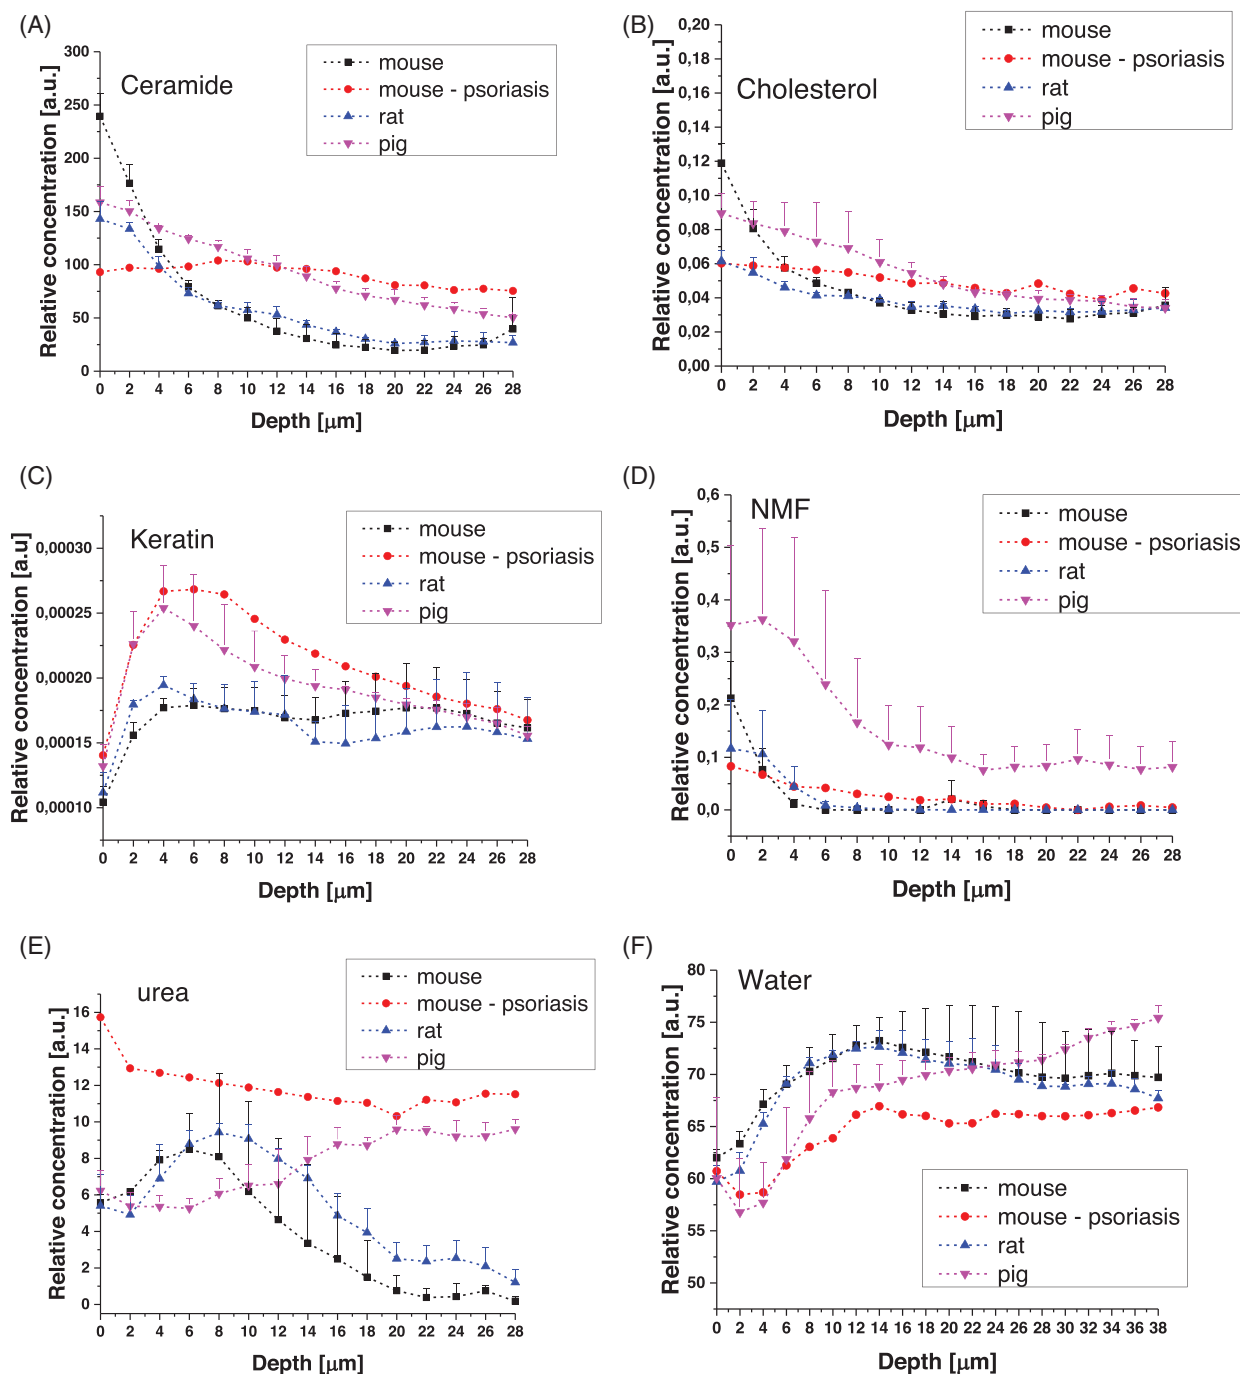 (A)
Ceramide
mouse
mouse - psoriasis
rat
pig
Relative concentration [a.u.]
300
250
200
150
100
50
0
0 2 4 6 8 10 12 14 16 18 20 22 24 26 28
Depth [μm]
(B)
Cholesterol
mouse
mouse - psoriasis
rat
pig
Relative concentration [a.u.]
0,20
0,18
0,16
0,14
0,12
0,10
0,08
0,06
0,04
0,02
0,00
0 2 4 6 8 10 12 14 16 18 20 22 24 26 28
Depth [μm]
(C)
Keratin
mouse
mouse - psoriasis
rat
pig
Relative concentration [a.u]
0,00030
0,00025
0,00020
0,00015
0,00010
0 2 4 6 8 10 12 14 16 18 20 22 24 26 28
Depth [μm]
(D)
NMF
mouse
mouse - psoriasis
rat
pig
Relative concentration [a.u.]
0,6
0,5
0,4
0,3
0,2
0,1
0,0
0 2 4 6 8 10 12 14 16 18 20 22 24 26 28
Depth [μm]
(E)
urea
mouse
mouse - psoriasis
rat
pig
Relative concentration [a.u.]
16
14
12
10
8
6
4
2
0
0 2 4 6 8 10 12 14 16 18 20 22 24 26 28
Depth [μm]
(F)
Water
mouse
mouse - psoriasis
rat
pig
Relative concentration [a.u.]
80
75
70
65
60
55
50
0 2 4 6 8 10 12 14 16 18 20 22 24 26 28 30 32 34 36 38
Depth [μm]